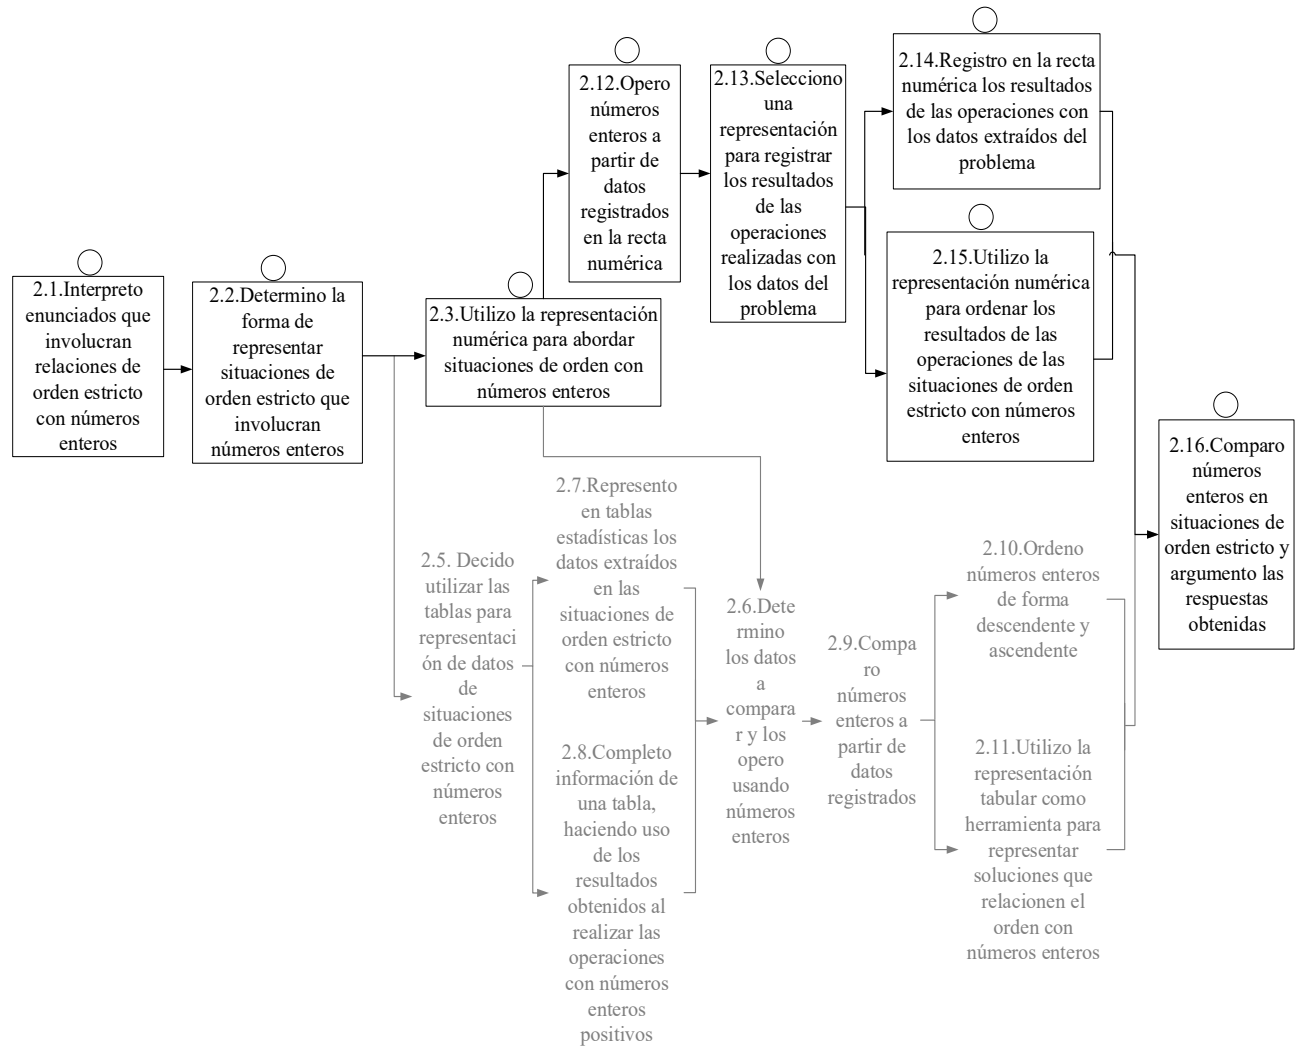 2.1.Interpreto
enunciados que
involucran
relaciones de
orden estricto
con números
enteros
2.2.Determino la
forma de
representar
situaciones de
orden estricto que
involucran
números enteros
2.3.Utilizo la representación
numérica para abordar
situaciones de orden con
números enteros
2.12.Opero
números
enteros a
partir de
datos
registrados
en la recta
numérica
2.13.Selecciono
una
representación
para registrar
los resultados
de las
operaciones
realizadas con
los datos del
problema
2.14.Registro en la recta
numérica los resultados
de las operaciones con
los datos extraídos del
problema
2.15.Utilizo la
representación numérica
para ordenar los
resultados de las
operaciones de las
situaciones de orden
estricto con números
enteros
2.16.Comparo
números
enteros en
situaciones de
orden estricto y
argumento las
respuestas
obtenidas
2.5. Decido
utilizar las
tablas para
representaci
ón de datos
de
situaciones
de orden
estricto con
números
enteros
2.7.Represento
en tablas
estadísticas los
datos extraídos
en las
situaciones de
orden estricto
con números
enteros
2.8.Completo
información de
una tabla,
haciendo uso
de los
resultados
obtenidos al
realizar las
operaciones
con números
enteros
positivos
2.6.Dete
rmino
los datos
a
compara
r y los
opero
usando
números
enteros
2.9.Compa
ro
números
enteros a
partir de
datos
registrados
2.10.Ordeno
números enteros
de forma
descendente y
ascendente
2.11.Utilizo la
representación
tabular como
herramienta para
representar
soluciones que
relacionen el
orden con
números enteros